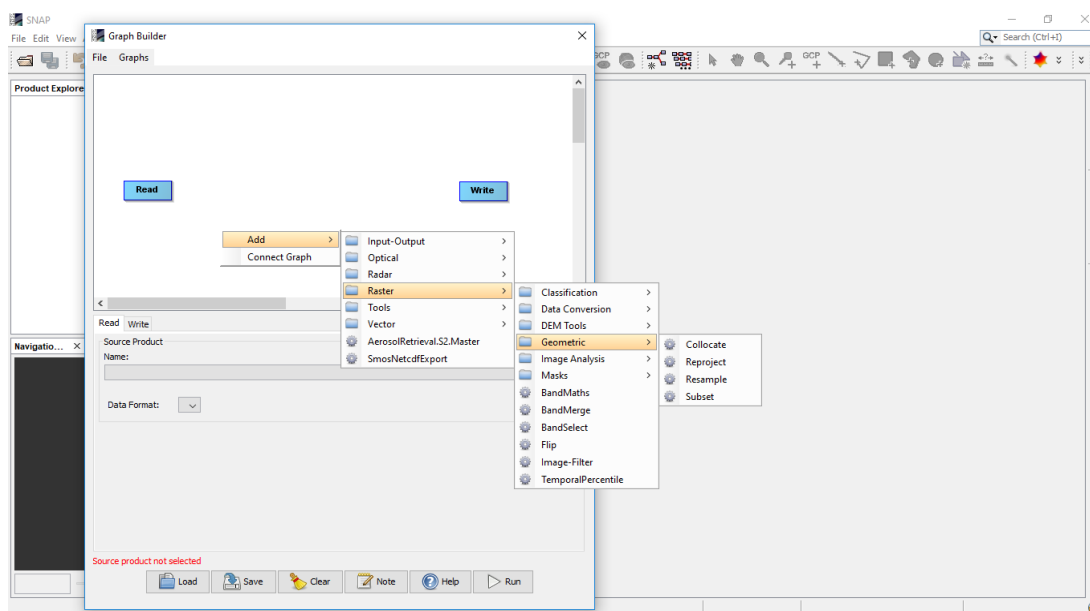 SNAP
File Edit View
Search (Ctrl+I)
Graph Builder
File Graphs
GCP
Product Explore
Read
Write
Add
Connect Graph
Input-Output
Optical
Radar
Raster
Tools
Vector
AerosolRetrieval.S2.Master
SmosNetcdfExport
Classification
Data Conversion
DEM Tools
Geometric
Image Analysis
Masks
BandMaths
BandMerge
BandSelect
Flip
Image-Filter
TemporalPercentile
Collocate
Reproject
Resample
Subset
Read Write
Source Product
Name:
Data Format:
Navigatio...
Source product not selected
Load Save Clear Note Help Run